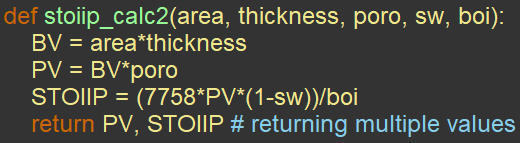 def stoiip_calc2(area, thickness, poro, sw, boi):
    BV = area*thickness
    PV = BV*poro
    STOIIP = (7758*PV*(1-sw))/boi
    return PV, STOIIP # returning multiple values